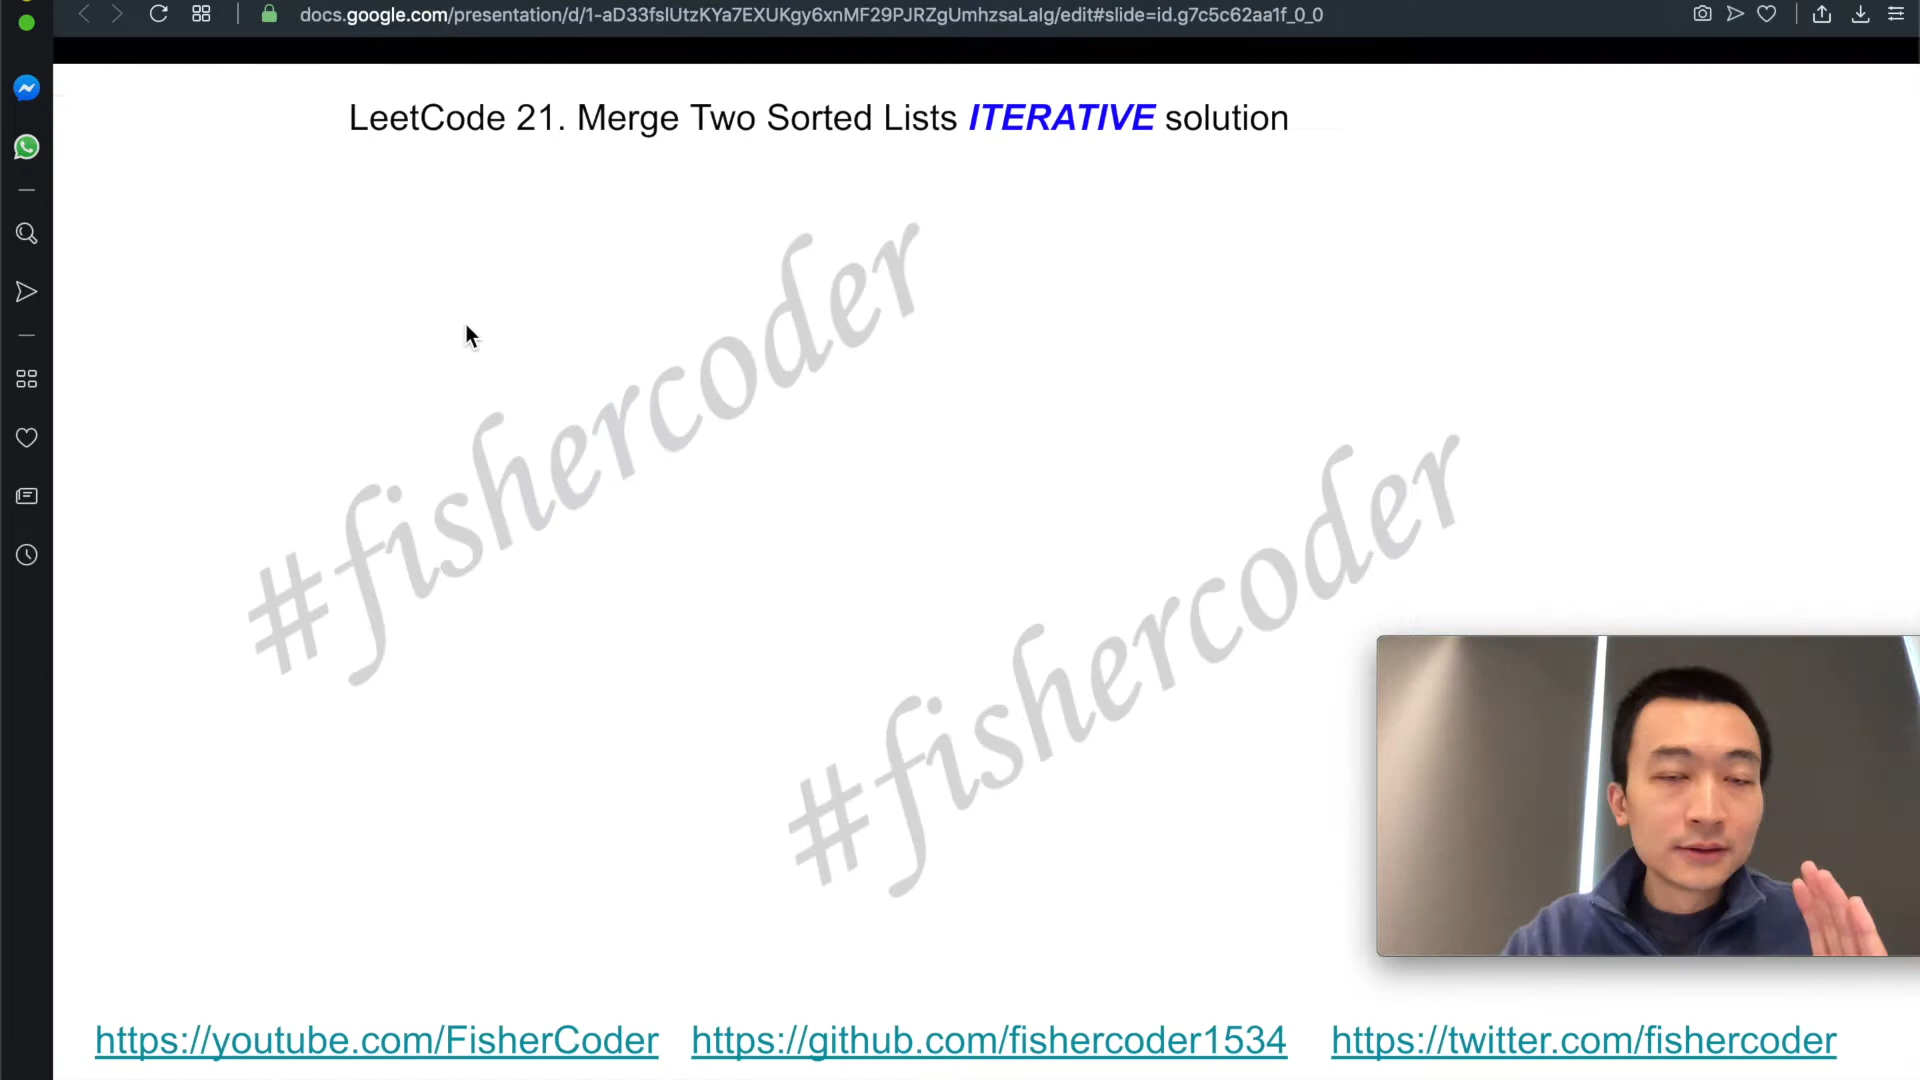 docs.google.com/presentation/d/1-aD33fslUtzKYa7EXUKgy6xnMF29PJRZgUmhzsaLalg/edit#slide=id.g7c5c62aa1f_0_0
LeetCode 21. Merge Two Sorted Lists ITERATIVE solution
#fishercoder
#fishercoder
https://youtube.com/FisherCoder https://github.com/fishercoder1534 https://twitter.com/fishercoder